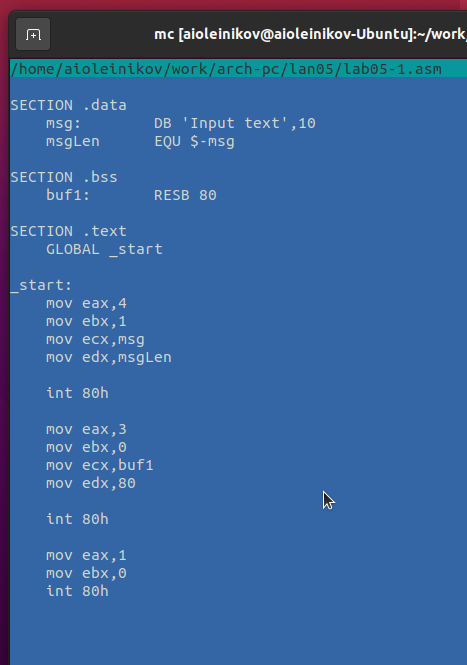 mc [aioleinikov@aioleinikov-Ubuntu]:~/work,
/home/aioleinikov/work/arch-pc/lan05/lab05-1.asm
SECTION .data
msg: DB 'Input text',10
msgLen EQU $-msg
SECTION .bss
buf1: RESB 80
SECTION .text
GLOBAL _start
_start:
mov eax,4
mov ebx,1
mov ecx,msg
mov edx,msgLen
int 80h
mov eax,3
mov ebx,0
mov ecx,buf1
mov edx,80
int 80h
mov eax,1
mov ebx,0
int 80h